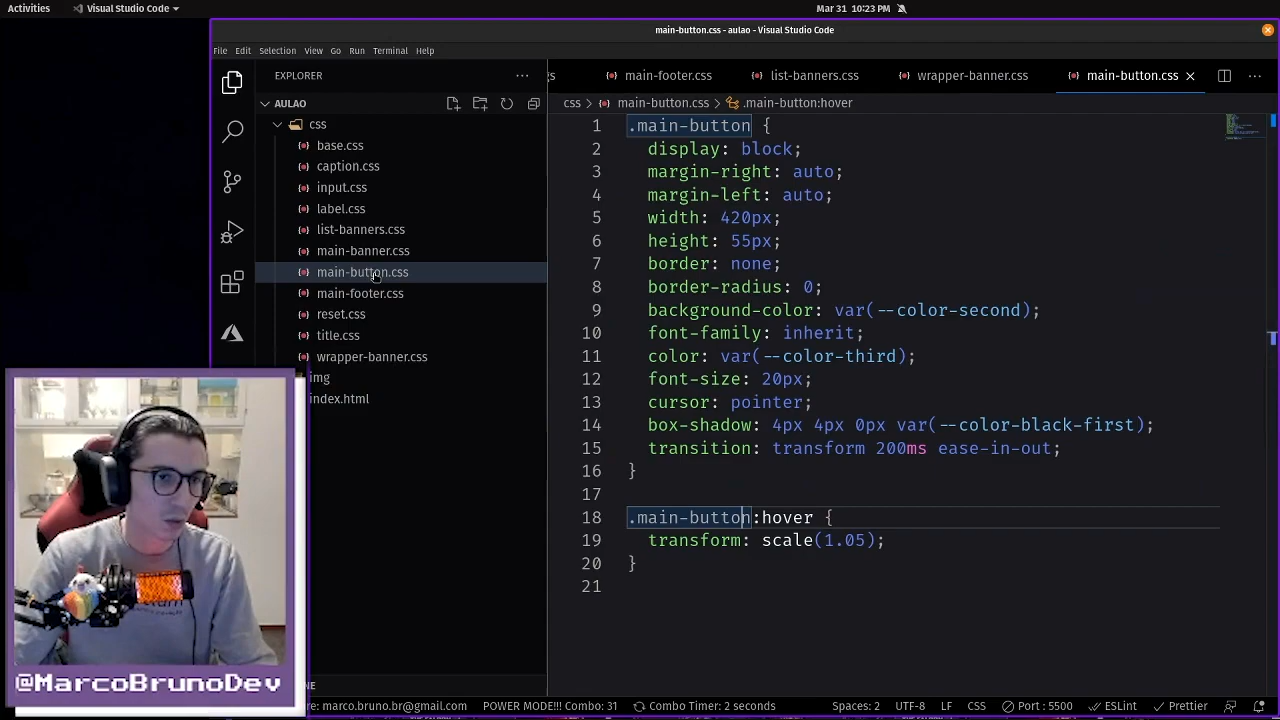 Activities
Visual Studio Code
Mar 31 10:23 PM
main-button.css - aulao - Visual Studio Code
File Edit Selection View Go Run Terminal Help
EXPLORER
main-footer.css
list-banners.css
wrapper-banner.css
main-button.css
AULAO
css > main-button.css > .main-button:hover
css
base.css
caption.css
input.css
label.css
list-banners.css
main-banner.css
main-button.css
main-footer.css
reset.css
title.css
wrapper-banner.css
img
index.html
1 .main-button {
2 display: block;
3 margin-right: auto;
4 margin-left: auto;
5 width: 420px;
6 height: 55px;
7 border: none;
8 border-radius: 0;
9 background-color: var(--color-second);
10 font-family: inherit;
11 color: var(--color-third);
12 font-size: 20px;
13 cursor: pointer;
14 box-shadow: 4px 4px 0px var(--color-black-first);
15 transition: transform 200ms ease-in-out;
16 }
17
18 .main-button:hover {
19 transform: scale(1.05);
20 }
21
@MarcoBrunoDev
marco.bruno.br@gmail.com POWER MODE!!! Combo: 31 Combo Timer: 2 seconds Spaces: 2 UTF-8 LF CSS Port : 5500 ESLint Prettier